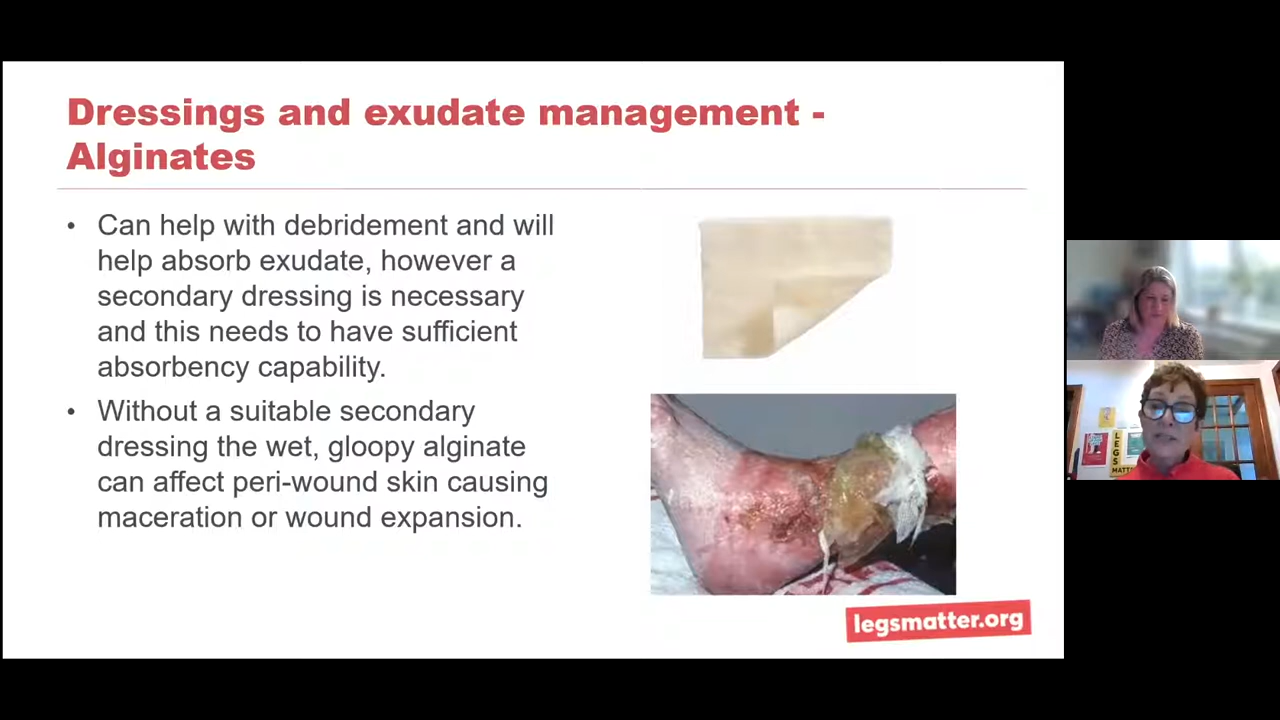 Dressings and exudate management -
Alginates
• Can help with debridement and will
help absorb exudate, however a
secondary dressing is necessary
and this needs to have sufficient
absorbency capability.
• Without a suitable secondary
dressing the wet, gloopy alginate
can affect peri-wound skin causing
maceration or wound expansion.
legsmatter.org
LEGS
MATT